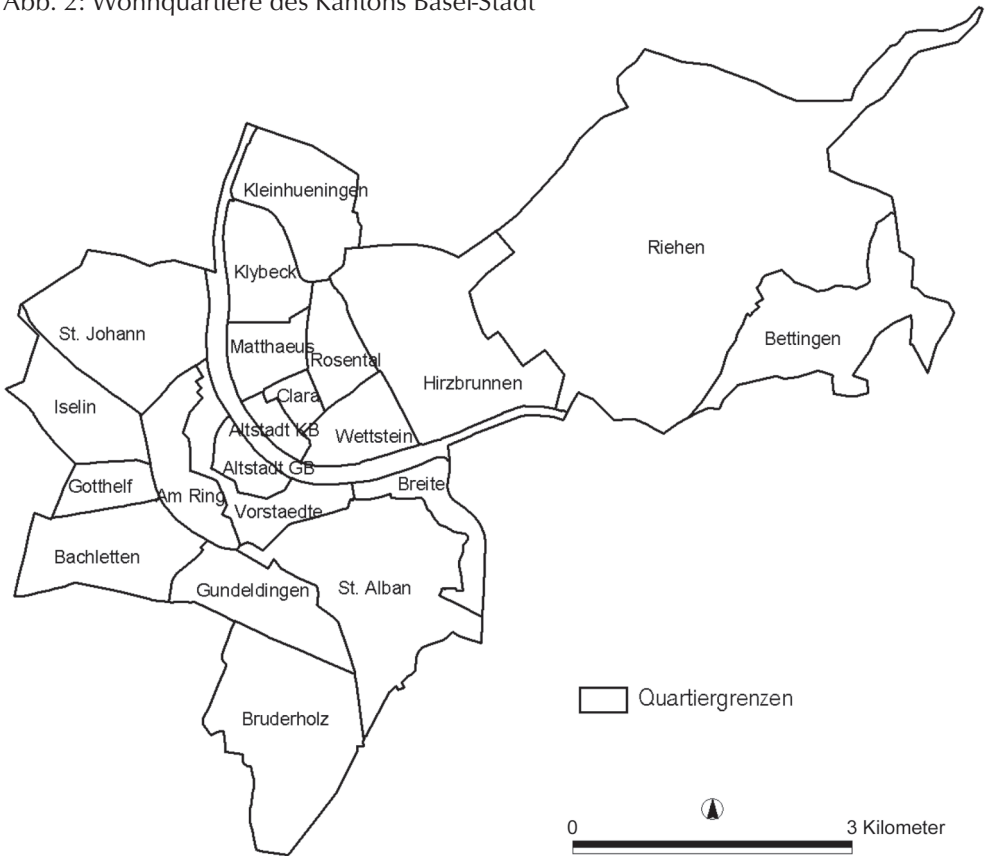 Abb. 2: Wohnquartiere des Kantons Basel-Stadt
Kleinhueningen
Riehen
Klybeck
St. Johann
Bettingen
Matthaeus
Rosental
Hirzbrunnen
Clara
Iselin
Altstadt KB
Wettstein
Altstadt GB
Breite
Gotthelf
Am Ring
Vorstaedte
Bachletten
St. Alban
Gundeldingen
Quartiergrenzen
Bruderholz
0
3 Kilometer